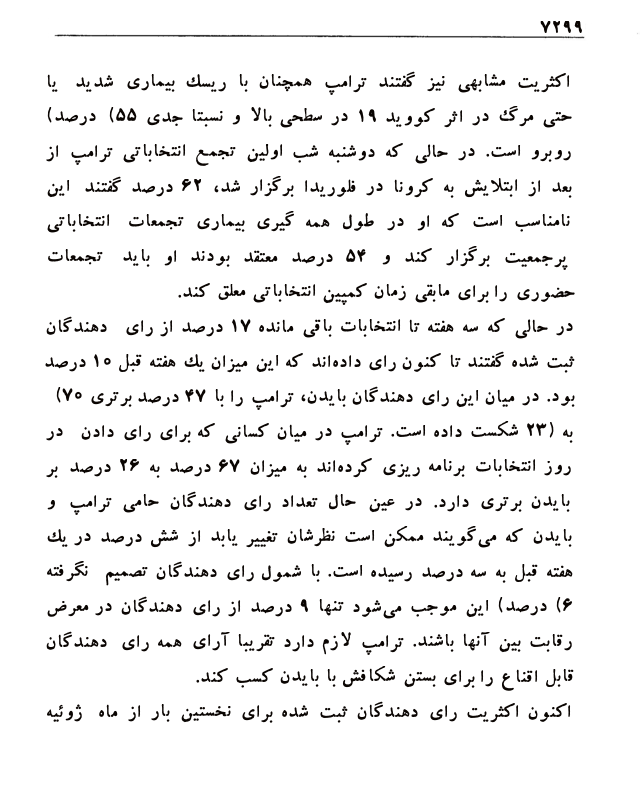 ۷۲۹۹
اکثریت مشابهی نیز گفتند ترامپ همچنان با ریسک بیماری شدید یا
حتی مرگ در اثر کووید ۱۹ در سطحی بالا و نسبتا جدی ۵۵) درصد)
روبرو است. در حالی که دوشنبه شب اولین تجمع انتخاباتی ترامپ از
بعد از ابتلایش به کرونا در فلوریدا برگزار شد، ۶۲ درصد گفتند این
نامناسب است که او در طول همه گیری بیماری تجمعات انتخاباتی
پرجمعیت برگزار کند و ۵۴ درصد معتقد بودند او باید تجمعات
حضوری را برای مابقی زمان کمپین انتخاباتی معلق کند.
در حالی که سه هفته تا انتخابات باقی مانده ۱۷ درصد از رای دهندگان
ثبت شده گفتند تا کنون رای داده‌اند که این میزان یک هفته قبل ۱۰ درصد
بود. در میان این رای دهندگان بایدن، ترامپ را با ۴۷ درصد برتری ۷۰)
به ۲۳) شکست داده است. ترامپ در میان کسانی که برای رای دادن در
روز انتخابات برنامه ریزی کرده‌اند به میزان ۶۷ درصد به ۲۶ درصد بر
بایدن برتری دارد. در عین حال تعداد رای دهندگان حامی ترامپ و
بایدن که می‌گویند ممکن است نظرشان تغییر یابد از شش درصد در یک
هفته قبل به سه درصد رسیده است. با شمول رای دهندگان تصمیم نگرفته
۶) درصد) این موجب می‌شود تنها ۹ درصد از رای دهندگان در معرض
رقابت بین آنها باشند. ترامپ لازم دارد تقریبا آرای همه رای دهندگان
قابل اقناع را برای بستن شکافش با بایدن کسب کند.
اکنون اکثریت رای دهندگان ثبت شده برای نخستین بار از ماه ژوئیه